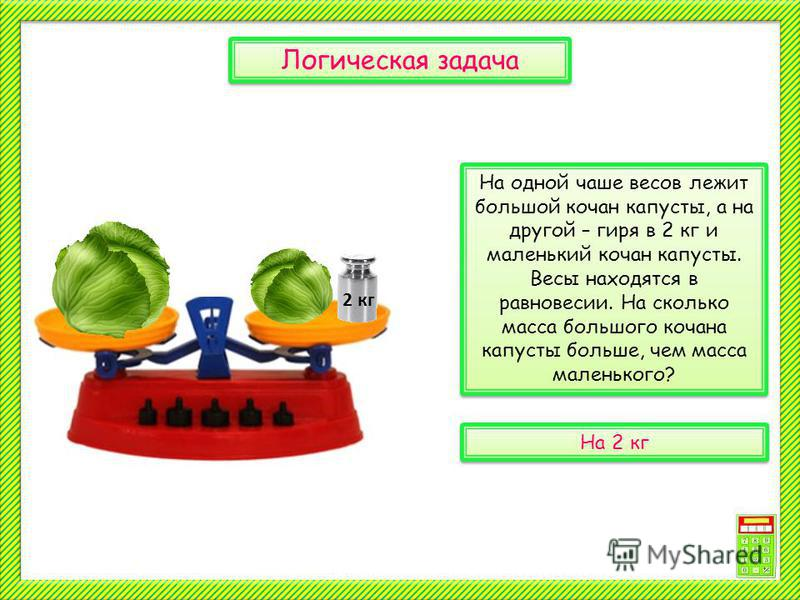 Логическая задача
На одной чаше весов лежит
большой кочан капусты, а на
другой – гиря в 2 кг и
маленький кочан капусты.
Весы находятся в
равновесии. На сколько
масса большого кочана
капусты больше, чем масса
маленького?
2 кг
На 2 кг
MyShared